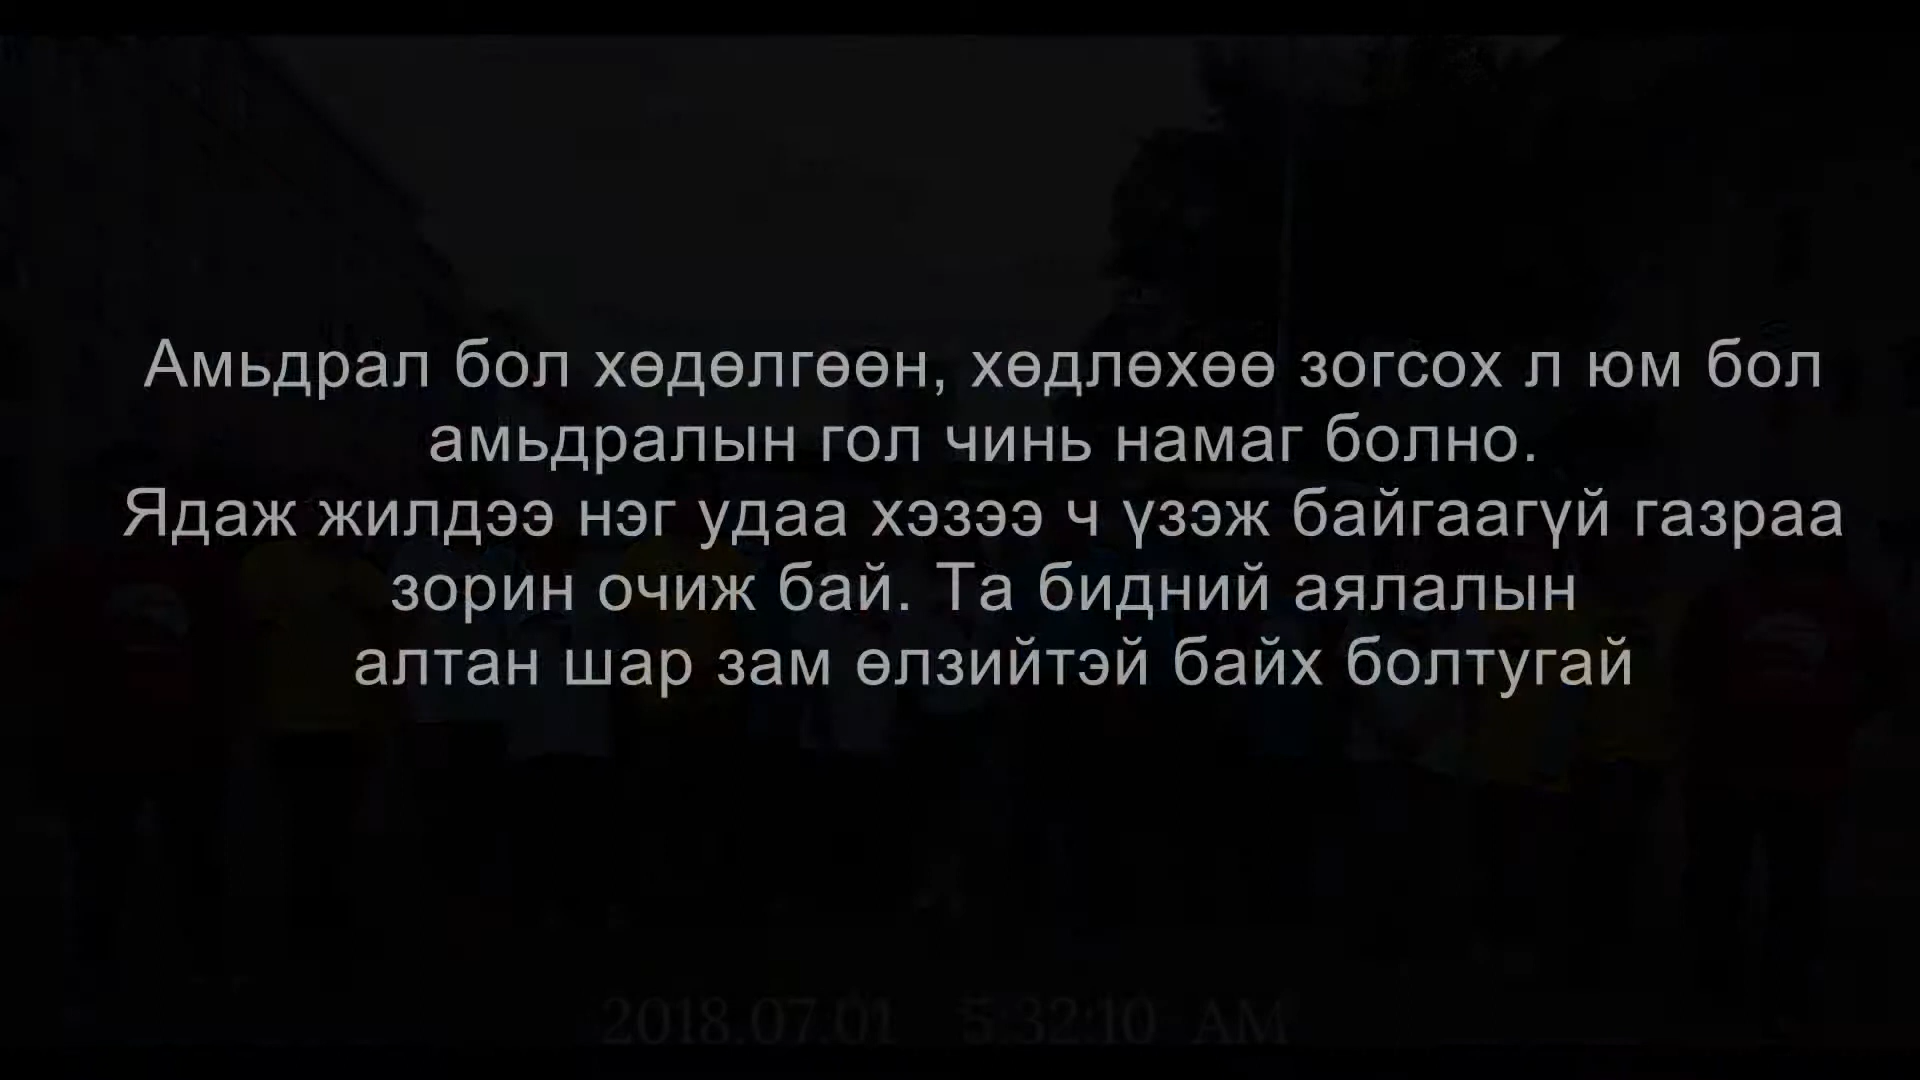 Амьдрал бол хөдөлгөөн, хөдлөхөө зогсох л юм бол
амьдралын гол чинь намаг болно.
Ядаж жилдээ нэг удаа хэзээ ч үзэж байгаагүй газраа
зорин очиж бай. Та бидний аялалын
алтан шар зам өлзийтэй байх болтугай
2018.07.01 5:32:10 AM